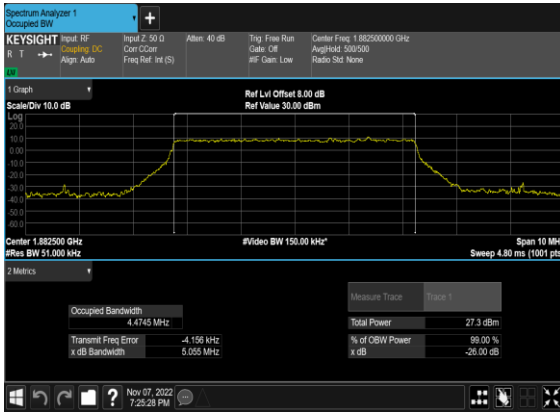 Spectrum Analyzer 1
Occupied BW
KEYSIGHT
R T
LW
Input: RF
Coupling: DC
Align: Auto
Input Z: 50 Ω
Corr CCorr
Freq Ref: Int (S)
Atten: 40 dB
Trig: Free Run
Gate: Off
#IF Gain: Low
Center Freq: 1.882500000 GHz
Avg|Hold: 500/500
Radio Std: None
1 Graph
Scale/Div 10.0 dB
Ref Lvl Offset 8.00 dB
Ref Value 30.00 dBm
Log
20.0
10.0
0.00
-10.0
-20.0
-30.0
-40.0
-50.0
-60.0
Center 1.882500 GHz
#Res BW 51.000 kHz
#Video BW 150.00 kHz*
Span 10 MH
Sweep 4.80 ms (1001 pts
2 Metrics
Measure Trace
Trace 1
Occupied Bandwidth
4.4745 MHz
Total Power
27.3 dBm
Transmit Freq Error
-4.156 kHz
% of OBW Power
99.00 %
x dB Bandwidth
5.055 MHz
x dB
-26.00 dB
?
Nov 07, 2022
7:25:28 PM